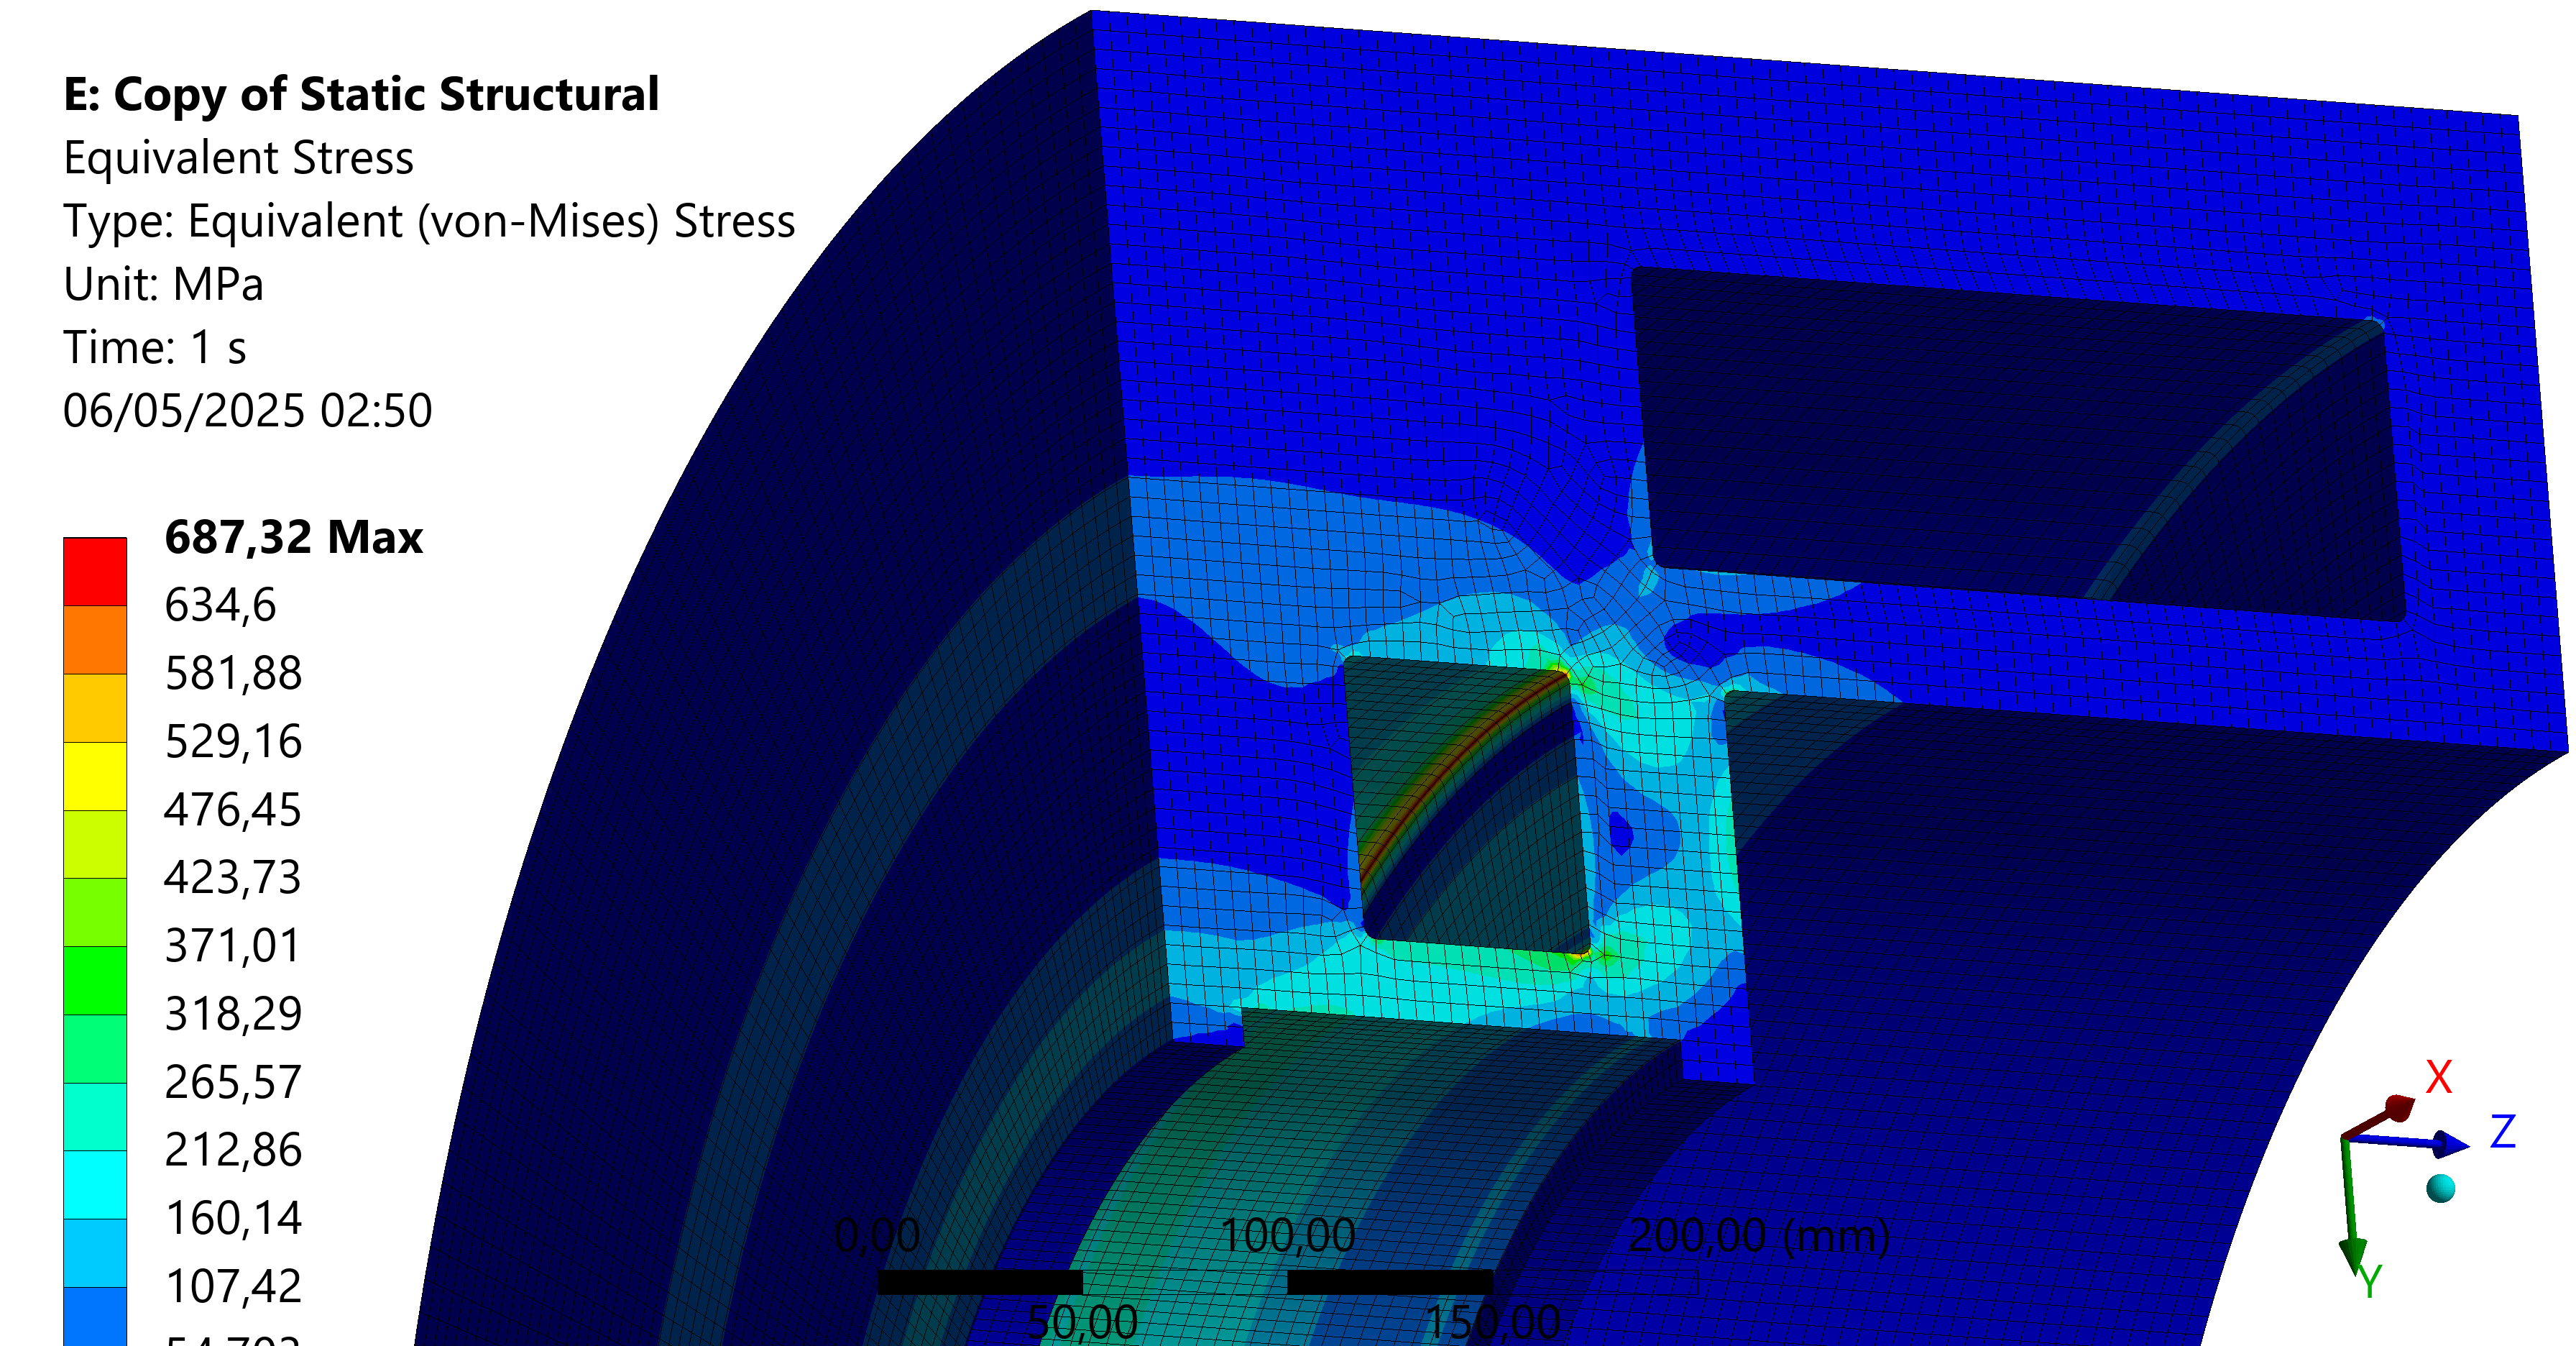 E: Copy of Static Structural
Equivalent Stress
Type: Equivalent (von-Mises) Stress
Unit: MPa
Time: 1 s
06/05/2025 02:50
687,32 Max
634,6
581,88
529,16
476,45
423,73
371,01
318,29
265,57
212,86
160,14
107,42
0,00
100,00
200,00 (mm)
50,00
150,00
X
Z
Y